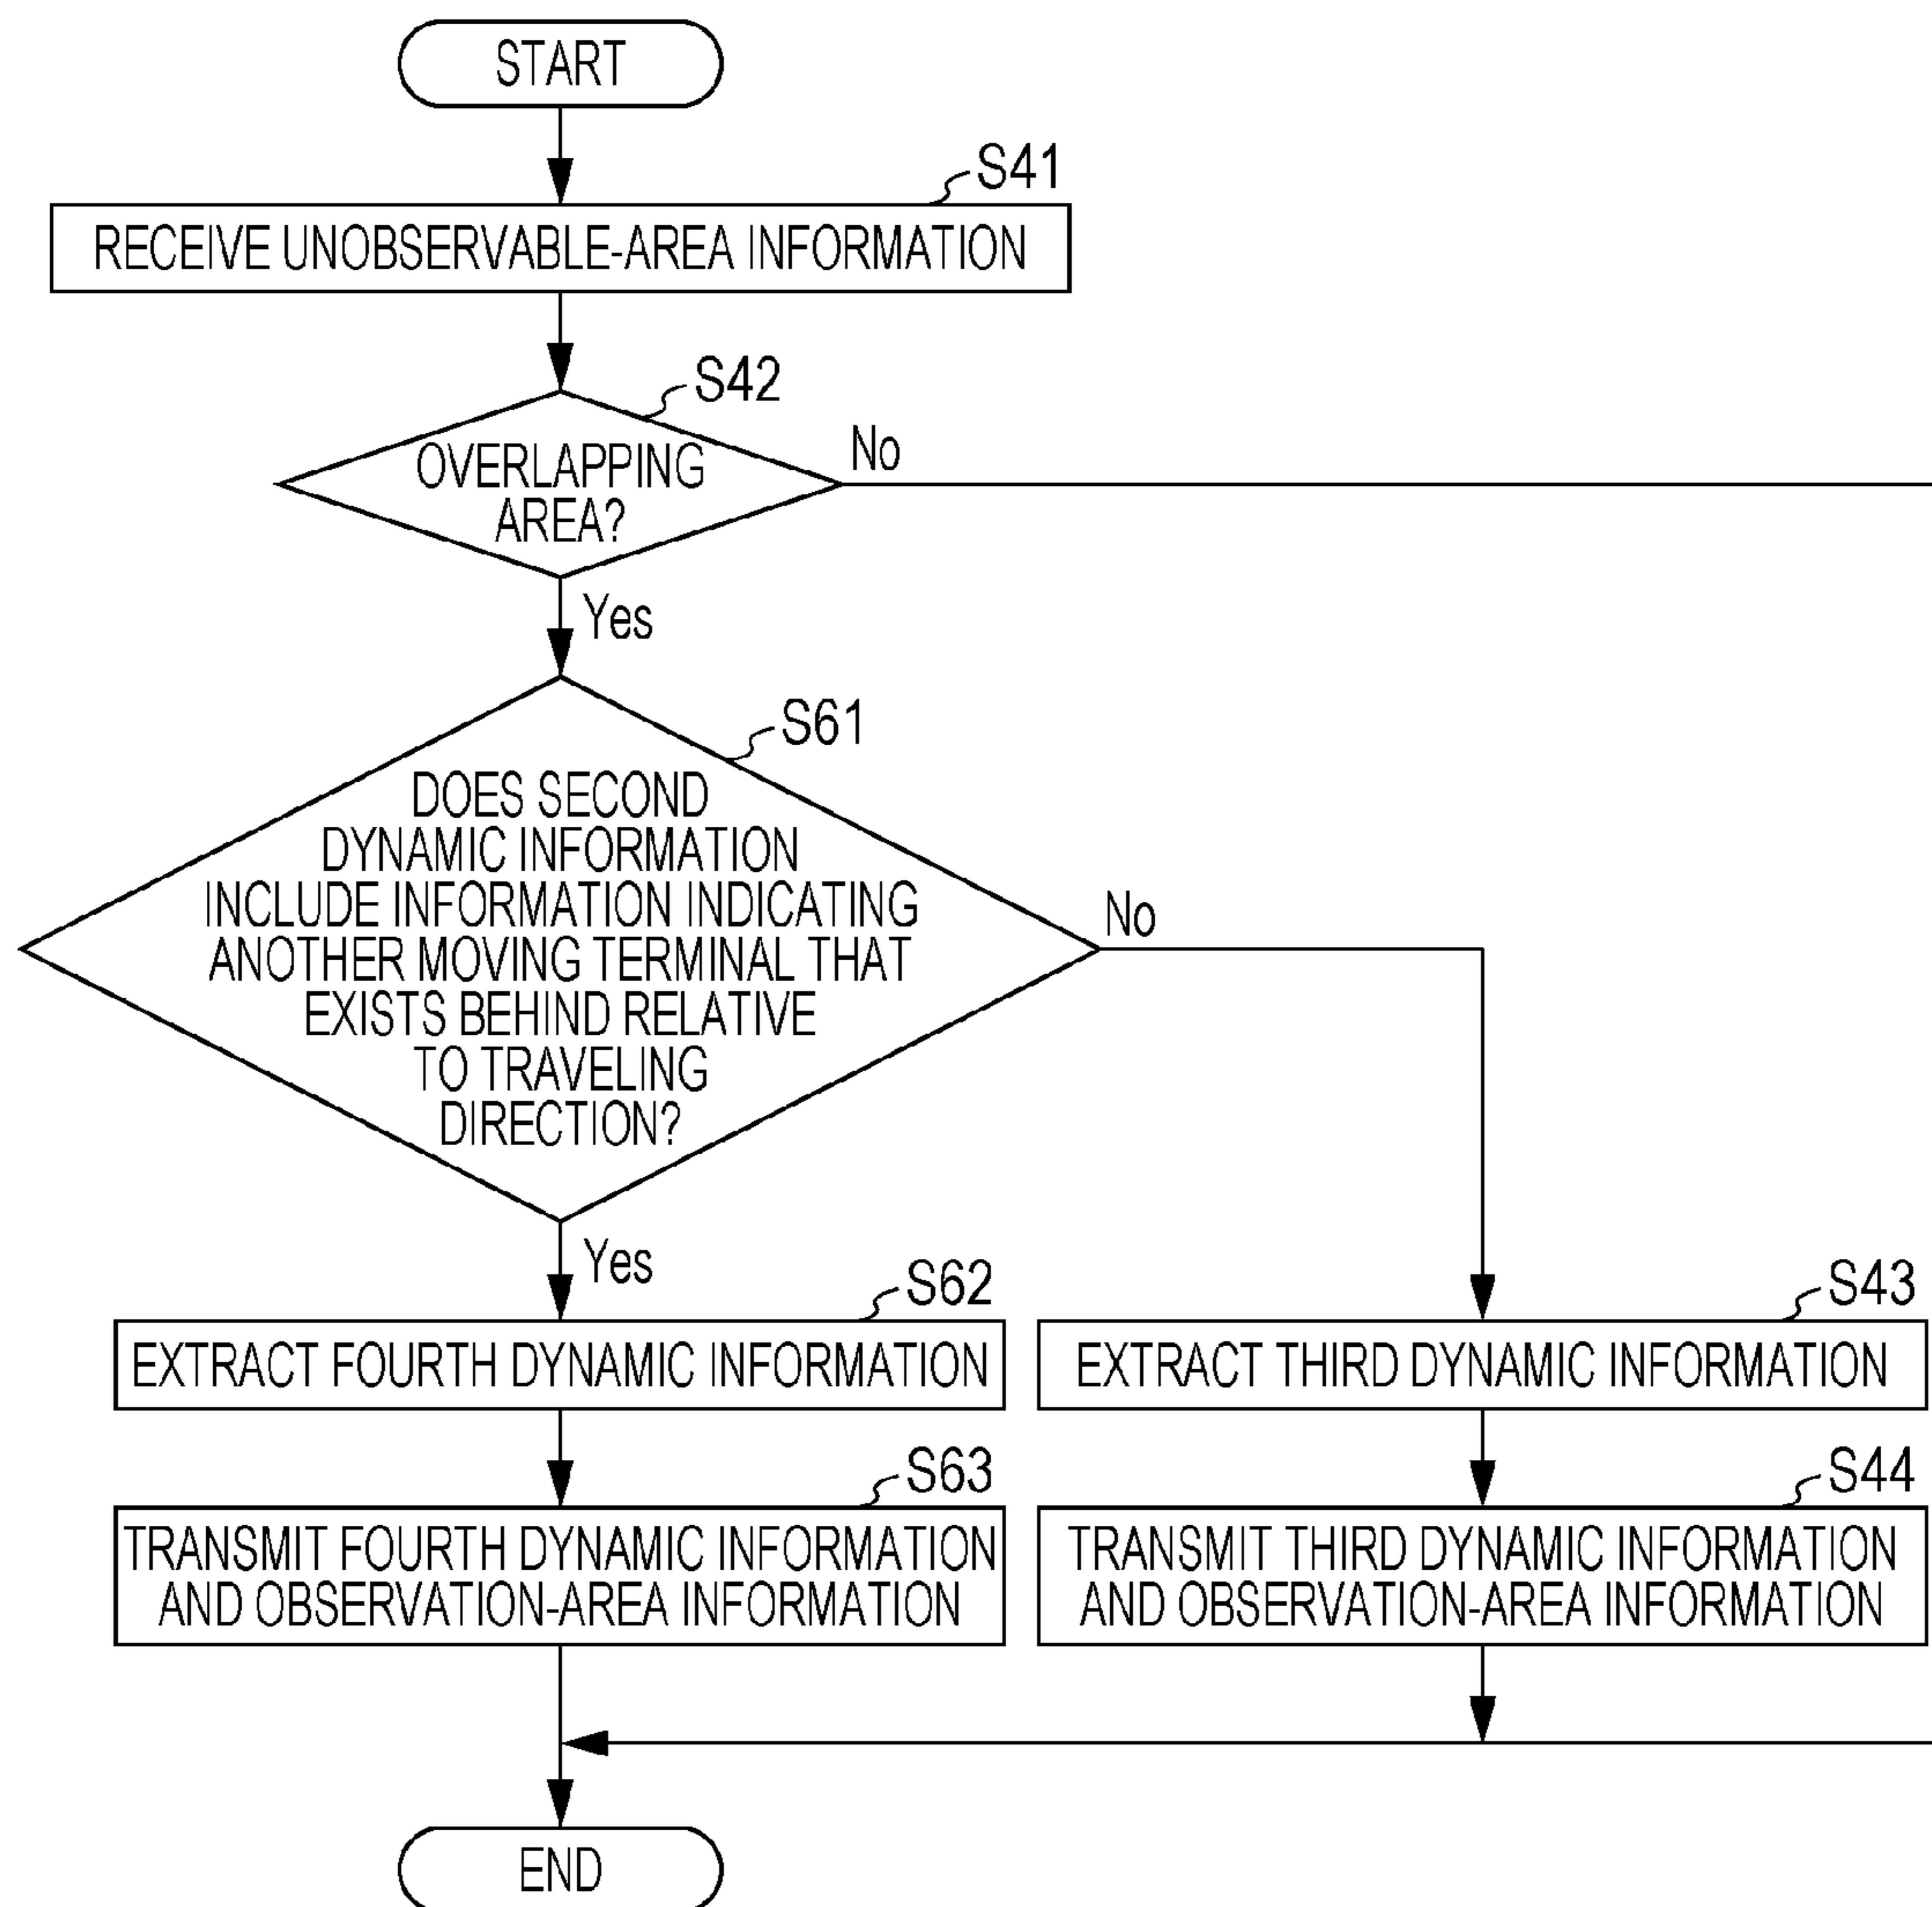 START
S41
RECEIVE UNOBSERVABLE-AREA INFORMATION
S42
OVERLAPPING
AREA?
No
Yes
S61
DOES SECOND
DYNAMIC INFORMATION
INCLUDE INFORMATION INDICATING
ANOTHER MOVING TERMINAL THAT
EXISTS BEHIND RELATIVE
TO TRAVELING
DIRECTION?
No
Yes
S62
EXTRACT FOURTH DYNAMIC INFORMATION
S43
EXTRACT THIRD DYNAMIC INFORMATION
S63
TRANSMIT FOURTH DYNAMIC INFORMATION
AND OBSERVATION-AREA INFORMATION
S44
TRANSMIT THIRD DYNAMIC INFORMATION
AND OBSERVATION-AREA INFORMATION
END